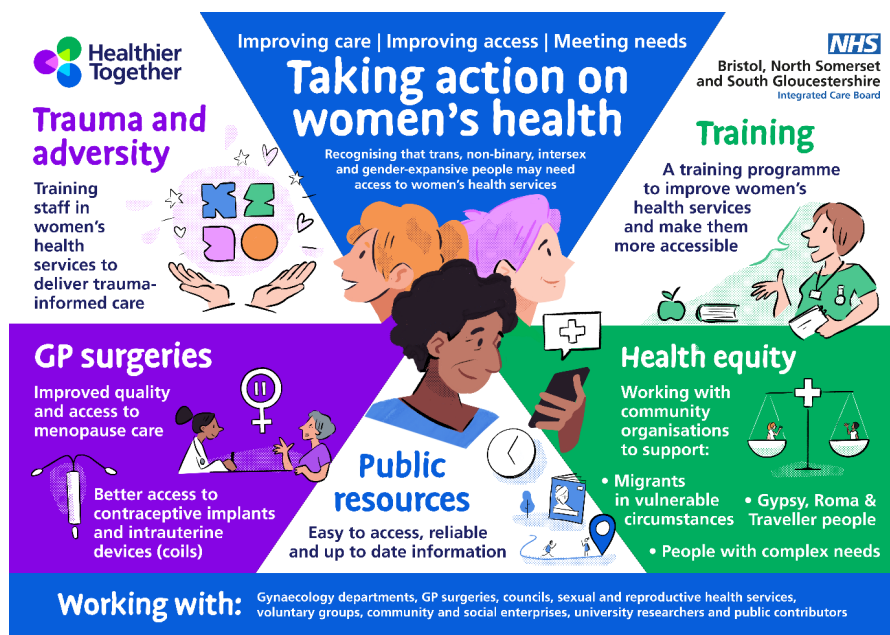 Healthier
Together
Improving care | Improving access | Meeting needs
Taking action on
women's health
Recognising that trans, non-binary, intersex
and gender-expansive people may need
access to women's health services
NHS
Bristol, North Somerset
and South Gloucestershire
Integrated Care Board
Trauma and
adversity
Training
staff in
women's
health
services to
deliver trauma-
informed care
Training
A training programme
to improve women's
health services
and make them
more accessible
GP surgeries
Improved quality
and access to
menopause care
Better access to
contraceptive implants
and intrauterine
devices (coils)
Public
resources
Easy to access, reliable
and up to date information
Health equity
Working with
community
organisations
to support:
• Migrants
in vulnerable
circumstances
• Gypsy, Roma &
Traveller people
• People with complex needs
Working with:
Gynaecology departments, GP surgeries, councils, sexual and reproductive health services,
voluntary groups, community and social enterprises, university researchers and public contributors